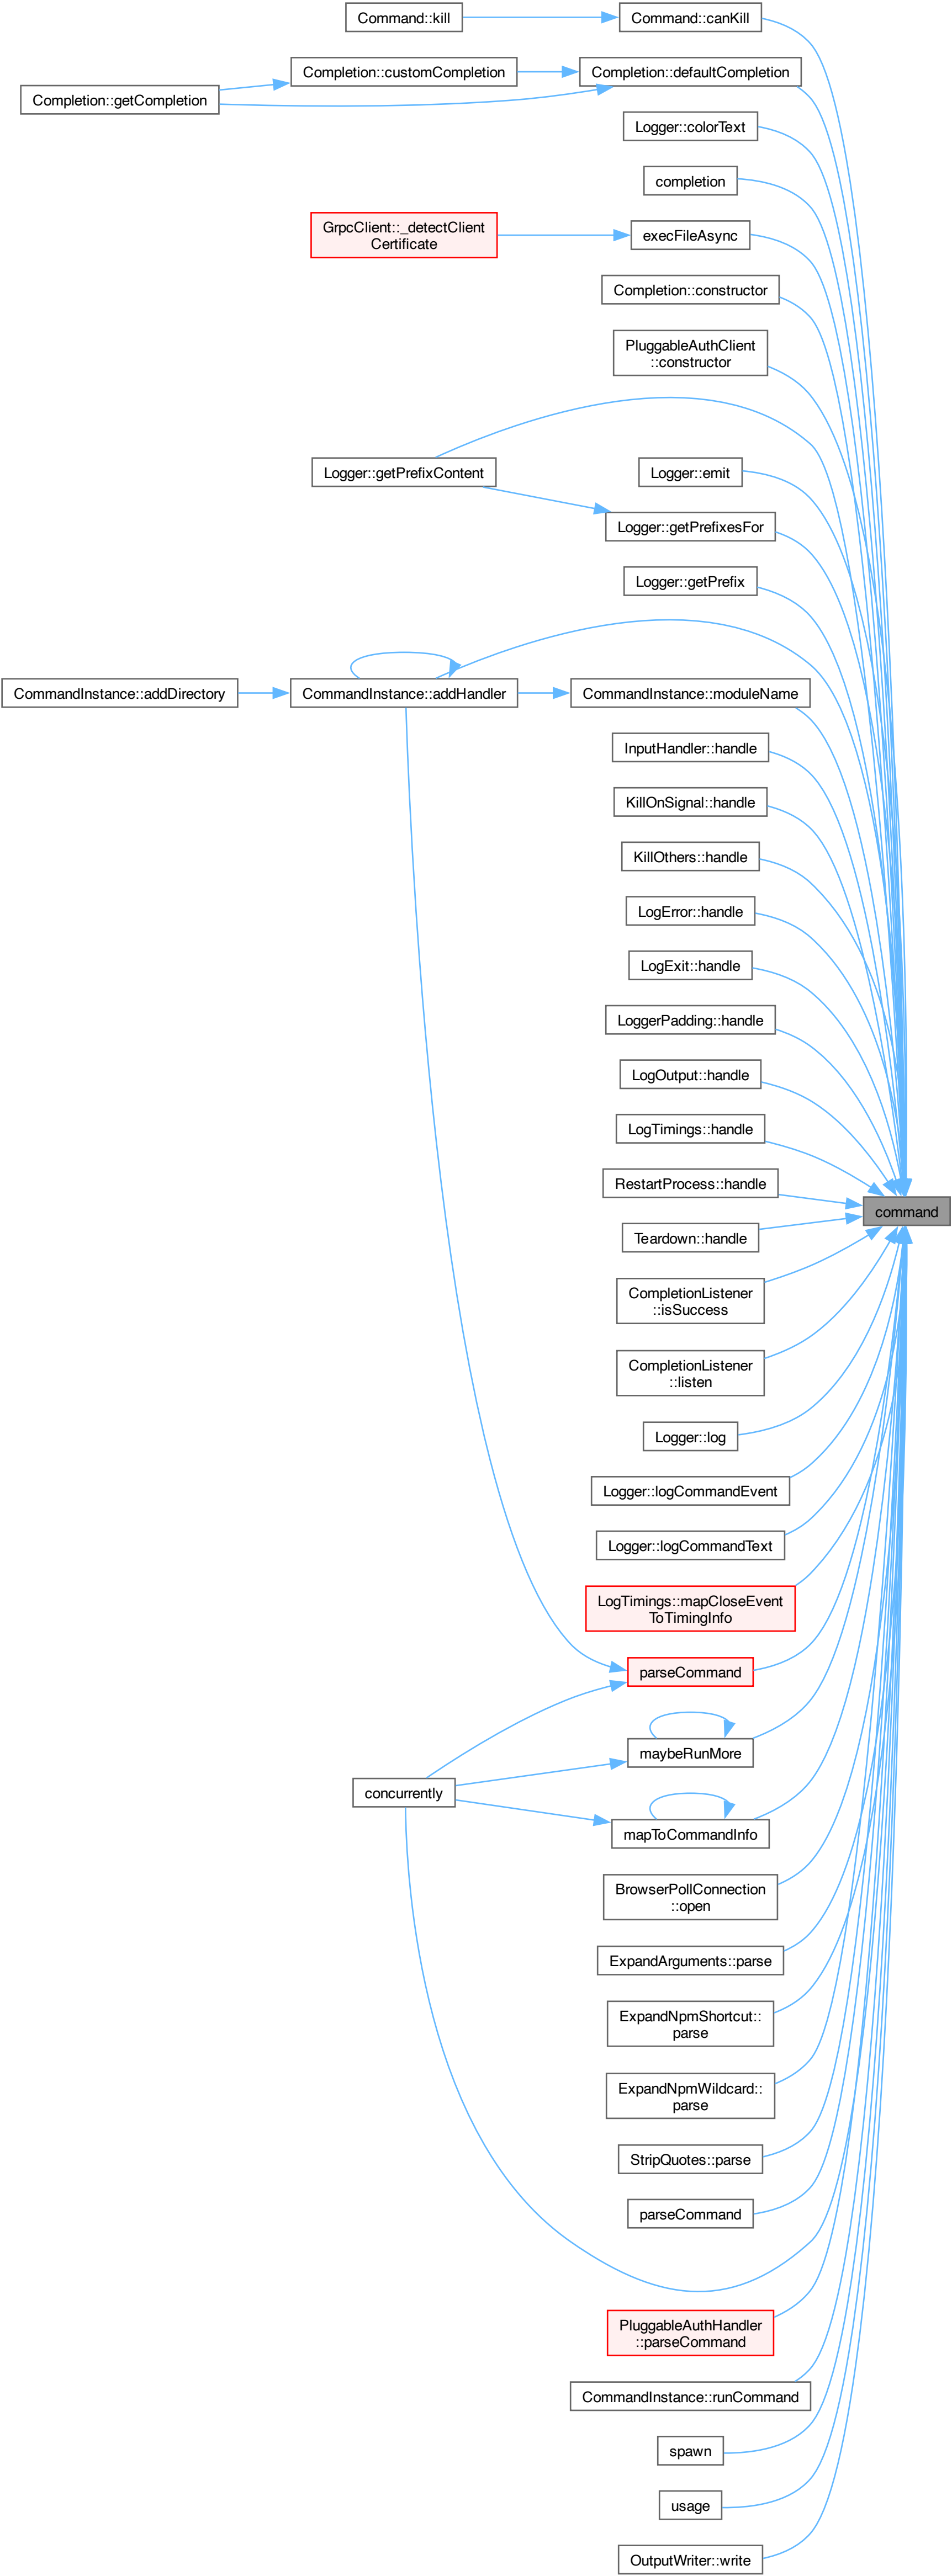 Command::kill
Command::canKill
Completion::customCompletion
Completion::defaultCompletion
Completion::getCompletion
Logger::colorText
completion
GrpcClient::_detectClient
Certificate
execFileAsync
Completion::constructor
PluggableAuthClient
::constructor
Logger::getPrefixContent
Logger::emit
Logger::getPrefixesFor
Logger::getPrefix
CommandInstance::addDirectory
CommandInstance::addHandler
CommandInstance::moduleName
InputHandler::handle
KillOnSignal::handle
KillOthers::handle
LogError::handle
LogExit::handle
LoggerPadding::handle
LogOutput::handle
LogTimings::handle
RestartProcess::handle
command
Teardown::handle
CompletionListener
::isSuccess
CompletionListener
::listen
Logger::log
Logger::logCommandEvent
Logger::logCommandText
LogTimings::mapCloseEvent
ToTimingInfo
parseCommand
maybeRunMore
concurrently
mapToCommandInfo
BrowserPollConnection
::open
ExpandArguments::parse
ExpandNpmShortcut::
parse
ExpandNpmWildcard::
parse
StripQuotes::parse
parseCommand
PluggableAuthHandler
::parseCommand
CommandInstance::runCommand
spawn
usage
OutputWriter::write